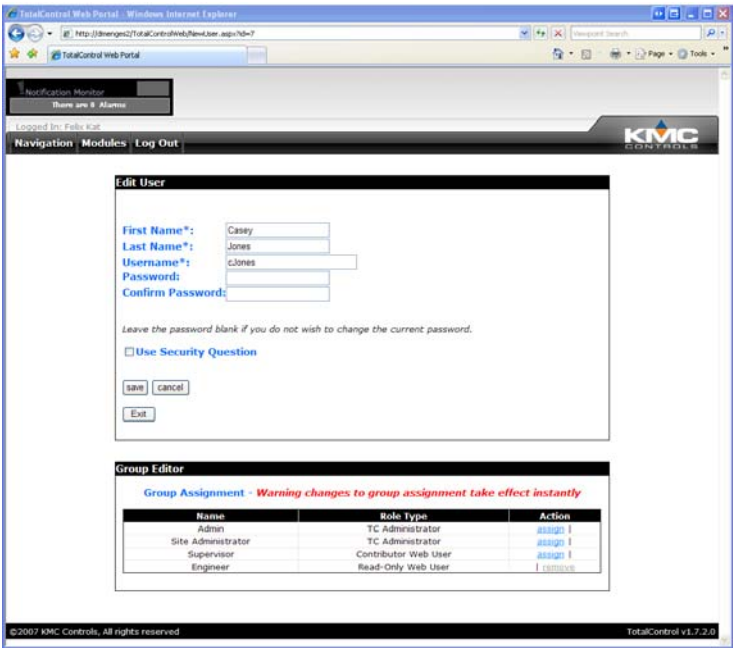 TotalControl Web Portal - Windows Internet Explorer
http://dmenges2/TotalControlWeb/NewUser.aspx?id=7
Viewpoint Search
TotalControl Web Portal
Page
Tools
Notification Monitor
There are 8 Alarms
Logged In: Felix Kat
KMC
CONTROLS
Navigation Modules Log Out
Edit User
First Name*: Casey
Last Name*: Jones
Username*: cJones
Password:
Confirm Password:
Leave the password blank if you do not wish to change the current password.
Use Security Question
save cancel
Exit
Group Editor
Group Assignment - Warning changes to group assignment take effect instantly
Name Role Type Action
Admin TC Administrator assign |
Site Administrator TC Administrator assign |
Supervisor Contributor Web User assign |
Engineer Read-Only Web User | remove
©2007 KMC Controls, All rights reserved
TotalControl v1.7.2.0